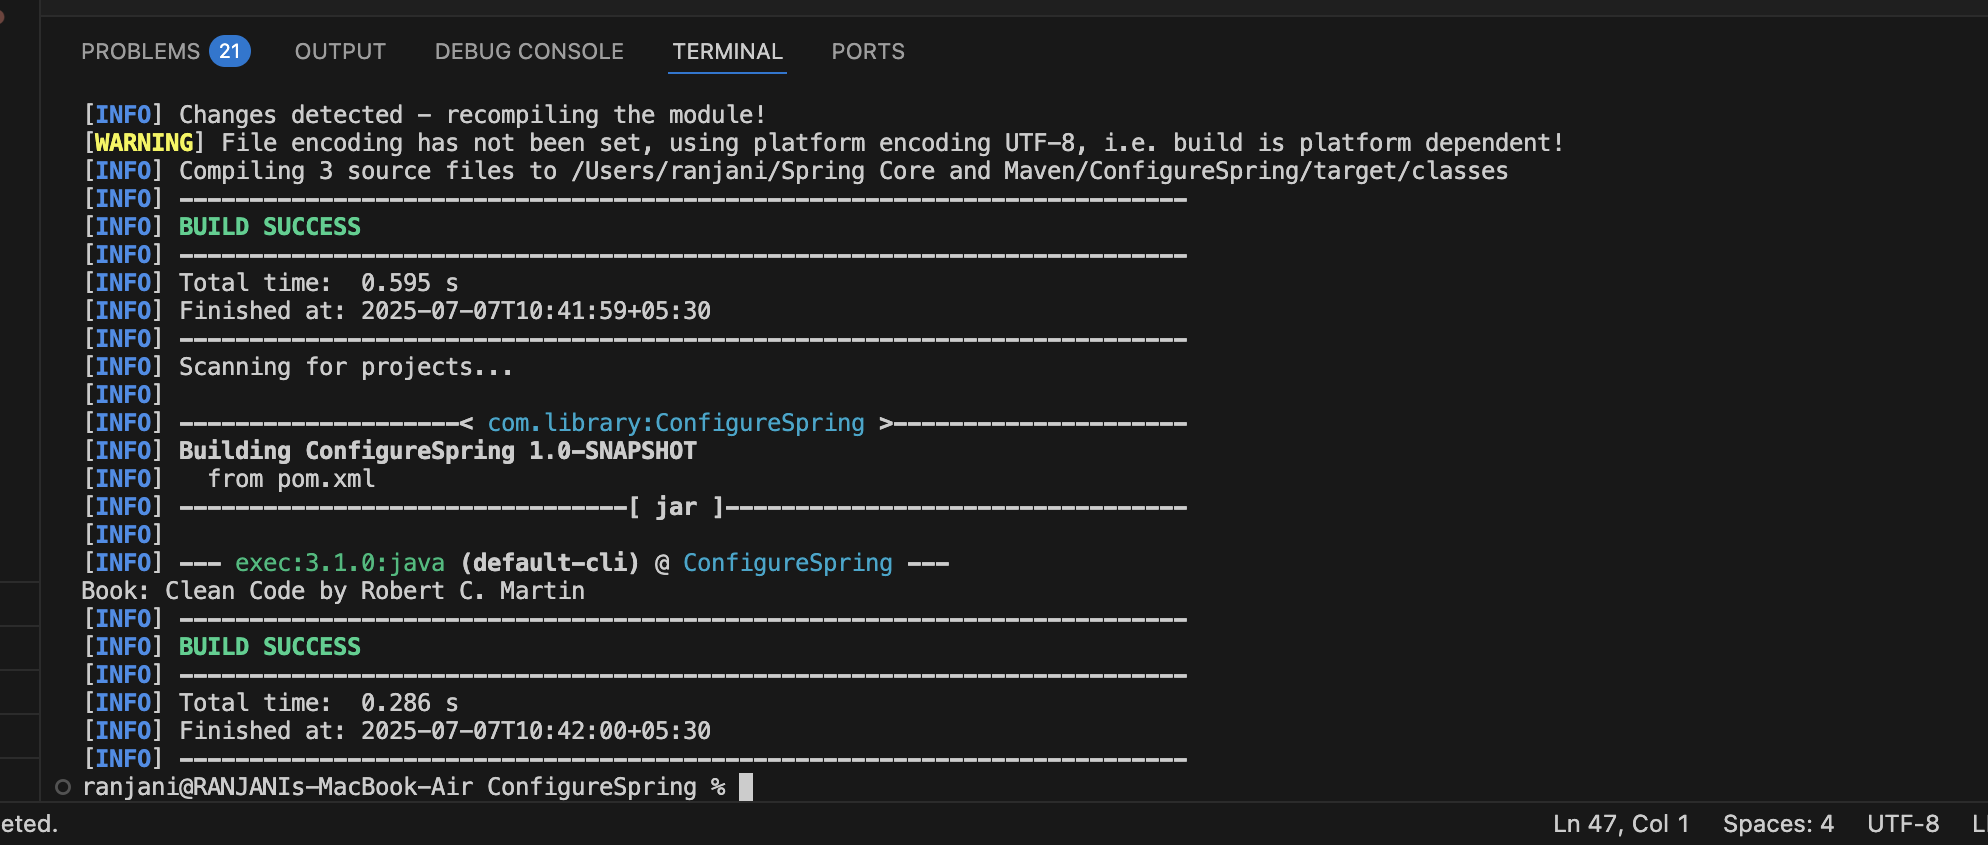 PROBLEMS 21 OUTPUT DEBUG CONSOLE TERMINAL PORTS
[INFO] Changes detected - recompiling the module!
[WARNING] File encoding has not been set, using platform encoding UTF-8, i.e. build is platform dependent!
[INFO] Compiling 3 source files to /Users/ranjani/Spring Core and Maven/ConfigureSpring/target/classes
[INFO] ------------------------------------------------------------------------
[INFO] BUILD SUCCESS
[INFO] ------------------------------------------------------------------------
[INFO] Total time:  0.595 s
[INFO] Finished at: 2025-07-07T10:41:59+05:30
[INFO] ------------------------------------------------------------------------
[INFO] Scanning for projects...
[INFO]
[INFO] --------------------< com.library:ConfigureSpring >---------------------
[INFO] Building ConfigureSpring 1.0-SNAPSHOT
[INFO]   from pom.xml
[INFO] --------------------------------[ jar ]---------------------------------
[INFO]
[INFO] --- exec:3.1.0:java (default-cli) @ ConfigureSpring ---
Book: Clean Code by Robert C. Martin
[INFO] ------------------------------------------------------------------------
[INFO] BUILD SUCCESS
[INFO] ------------------------------------------------------------------------
[INFO] Total time:  0.286 s
[INFO] Finished at: 2025-07-07T10:42:00+05:30
[INFO] ------------------------------------------------------------------------
ranjani@RANJANIs-MacBook-Air ConfigureSpring %
eted. Ln 47, Col 1 Spaces: 4 UTF-8